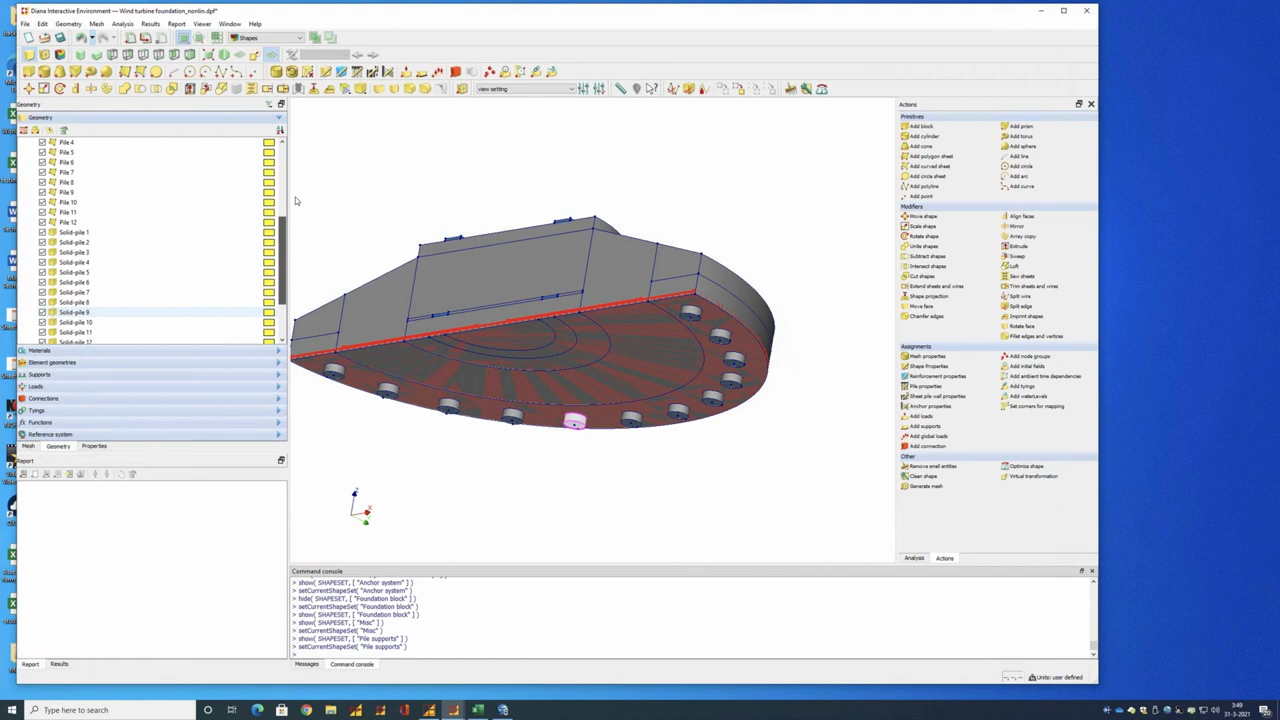 Diana Interactive Environment — Wind turbine foundation_nonlin.dpf*
File Edit Geometry Mesh Analysis Results Report Viewer Window Help
Shapes
view setting
Geometry
Geometry
Pile 4
Pile 5
Pile 6
Pile 7
Pile 8
Pile 9
Pile 10
Pile 11
Pile 12
Solid-pile 1
Solid-pile 2
Solid-pile 3
Solid-pile 4
Solid-pile 5
Solid-pile 6
Solid-pile 7
Solid-pile 8
Solid-pile 9
Solid-pile 10
Solid-pile 11
Solid-pile 12
Materials
Element geometries
Supports
Loads
Connections
Tyings
Functions
Reference system
Mesh Geometry Properties
Report
Report Results
Z
X
Command console
> show( SHAPESET, [ "Anchor system" ] )
> setCurrentShapeSet( "Anchor system" )
> hide( SHAPESET, [ "Foundation block" ] )
> setCurrentShapeSet( "Foundation block" )
> show( SHAPESET, [ "Foundation block" ] )
> show( SHAPESET, [ "Misc" ] )
> setCurrentShapeSet( "Misc" )
> show( SHAPESET, [ "Pile supports" ] )
> setCurrentShapeSet( "Pile supports" )
>
Messages Command console
Actions
Primitives
Add block Add prism
Add cylinder Add torus
Add cone Add sphere
Add polygon sheet Add line
Add curved sheet Add circle
Add circle sheet Add arc
Add polyline Add curve
Add point
Modifiers
Move shape Align faces
Scale shape Mirror
Rotate shape Array copy
Unite shapes Extrude
Subtract shapes Sweep
Intersect shapes Loft
Cut shapes Sew sheets
Extend sheets and wires Trim sheets and wires
Shape projection Split wire
Move face Imprint shapes
Chamfer edges Rotate face
Fillet edges and vertices
Assignments
Mesh properties Add node groups
Shape Properties Add initial fields
Reinforcement properties Add ambient time dependencies
Pile properties Add tyings
Sheet pile wall properties Add waterLevels
Anchor properties Set corners for mapping
Add loads
Add supports
Add global loads
Add connection
Other
Remove small entities Optimize shape
Clean shape Virtual transformation
Generate mesh
Analysis Actions
--, --, -- Units: user defined
Type here to search
3:49
31-3-2021